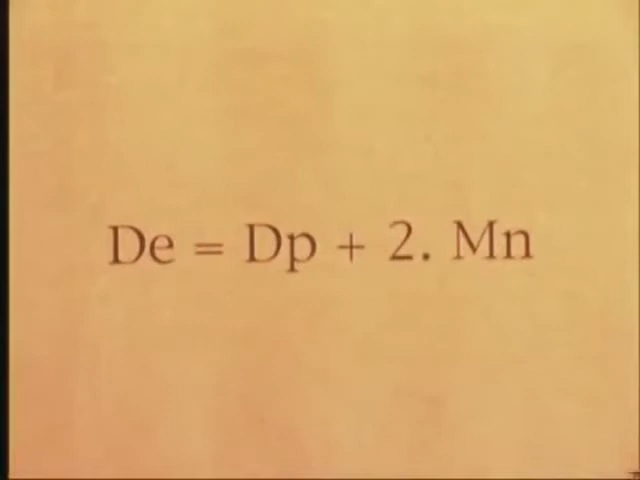 De = Dp + 2. Mn